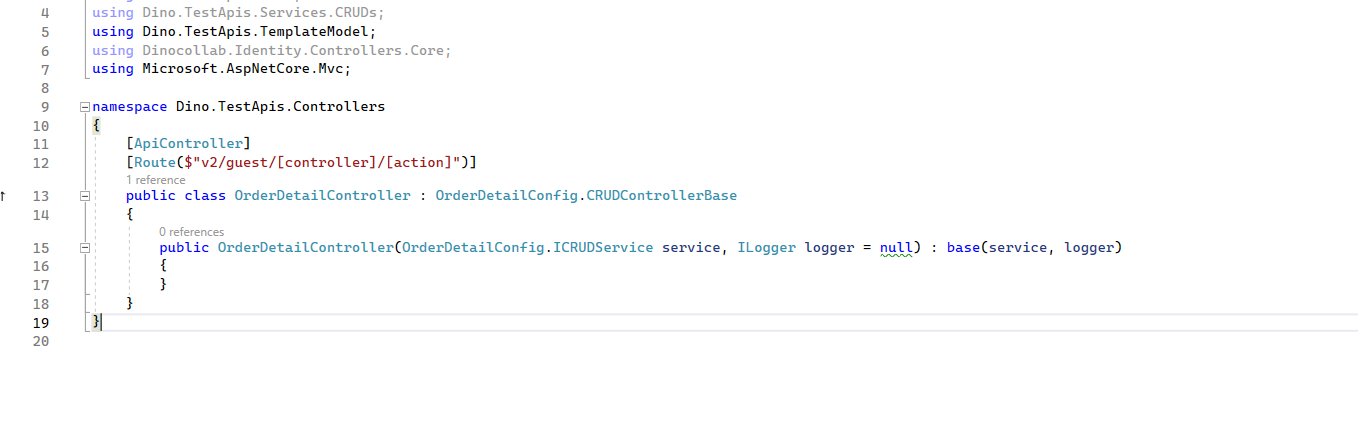 4 using Dino.TestApis.Services.CRUDs;
5 using Dino.TestApis.TemplateModel;
6 using Dinocollab.Identity.Controllers.Core;
7 using Microsoft.AspNetCore.Mvc;
8
9 namespace Dino.TestApis.Controllers
10 {
11 [ApiController]
12 [Route($"v2/guest/[controller]/[action]")]
1 reference
13 public class OrderDetailController : OrderDetailConfig.CRUDControllerBase
14 {
0 references
15 public OrderDetailController(OrderDetailConfig.ICRUDService service, ILogger logger = null) : base(service, logger)
16 {
17 }
18 }
19 }
20